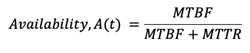 Availability, A(t) = MTBF / MTBF + MTTR